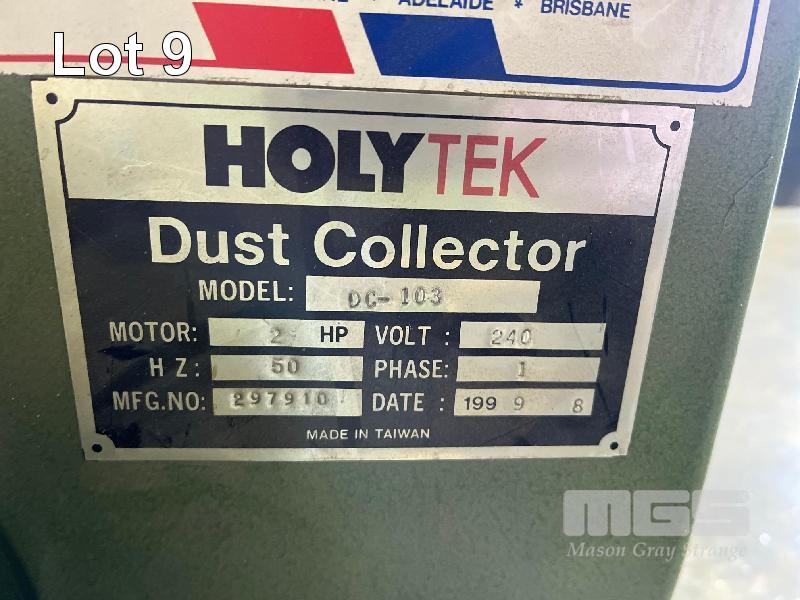 * ADELAIDE * BRISBANE
Lot 9
HOLYTEK
Dust Collector
MODEL: DC-103
MOTOR: 2 HP VOLT : 240
HZ: 50 PHASE: 1
MFG.NO: 297910 DATE : 199 9 8
MADE IN TAIWAN
MGS
Mason Gray Strange